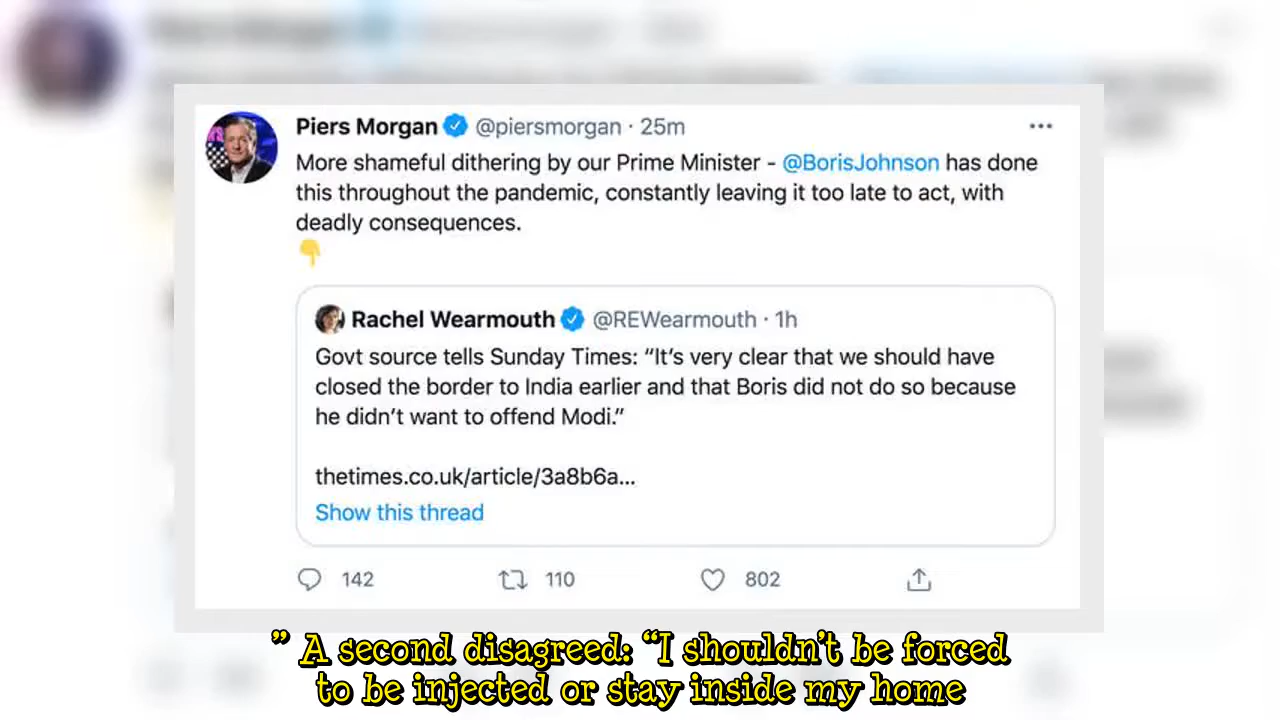 Piers Morgan @piersmorgan · 25m
More shameful dithering by our Prime Minister - @BorisJohnson has done
this throughout the pandemic, constantly leaving it too late to act, with
deadly consequences.
Rachel Wearmouth @REWearmouth · 1h
Govt source tells Sunday Times: “It’s very clear that we should have
closed the border to India earlier and that Boris did not do so because
he didn’t want to offend Modi.”
thetimes.co.uk/article/3a8b6a...
Show this thread
142 110 802
” A second disagreed: “I shouldn’t be forced
to be injected or stay inside my home